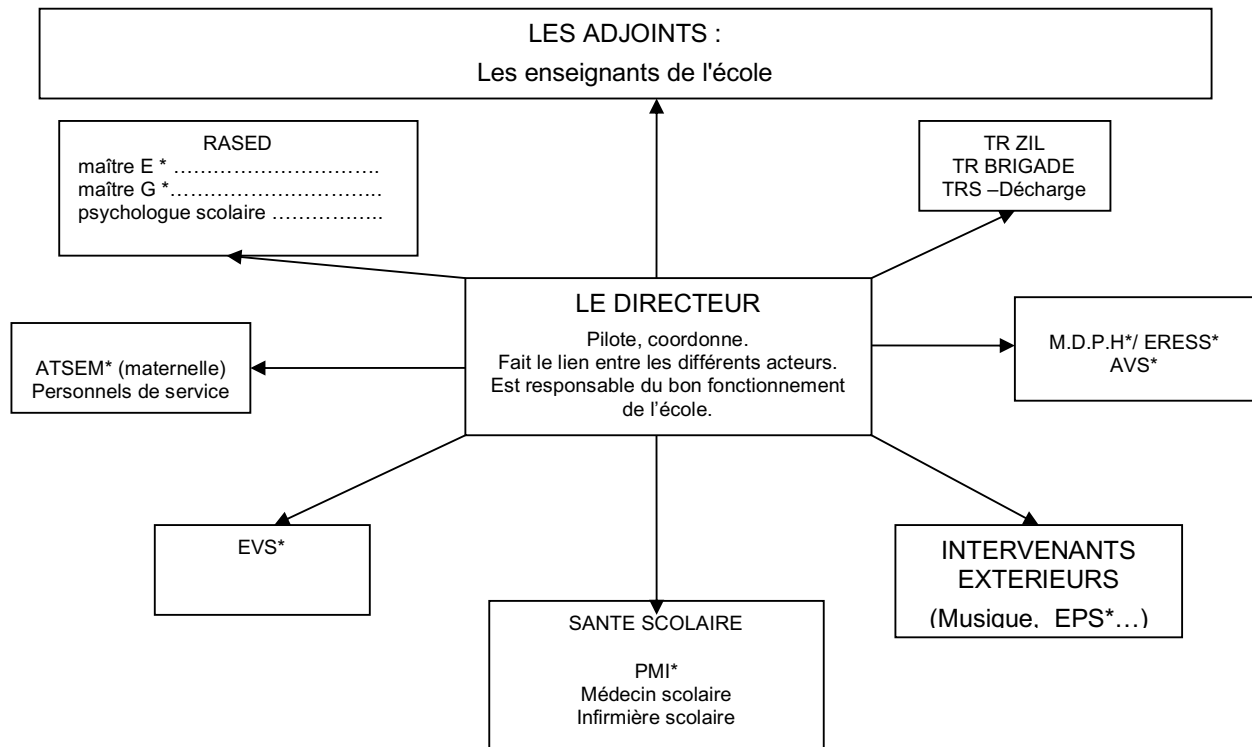 LES ADJOINTS :
Les enseignants de l'école
RASED
maître E * …………………………….
maître G *……………………………..
psychologue scolaire ……………..
TR ZIL
TR BRIGADE
TRS –Décharge
LE DIRECTEUR
Pilote, coordonne.
Fait le lien entre les différents acteurs.
Est responsable du bon fonctionnement
de l’école.
ATSEM* (maternelle)
Personnels de service
M.D.P.H*/ ERESS*
AVS*
EVS*
INTERVENANTS
EXTERIEURS
(Musique, EPS*…)
SANTE SCOLAIRE
PMI*
Médecin scolaire
Infirmière scolaire